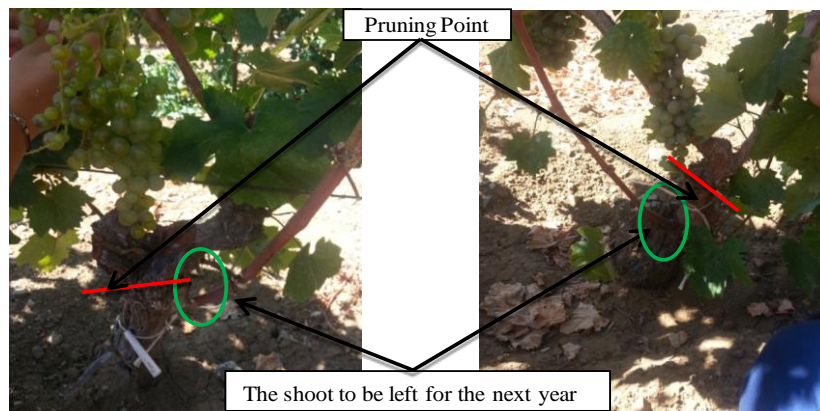 Pruning Point
The shoot to be left for the next year